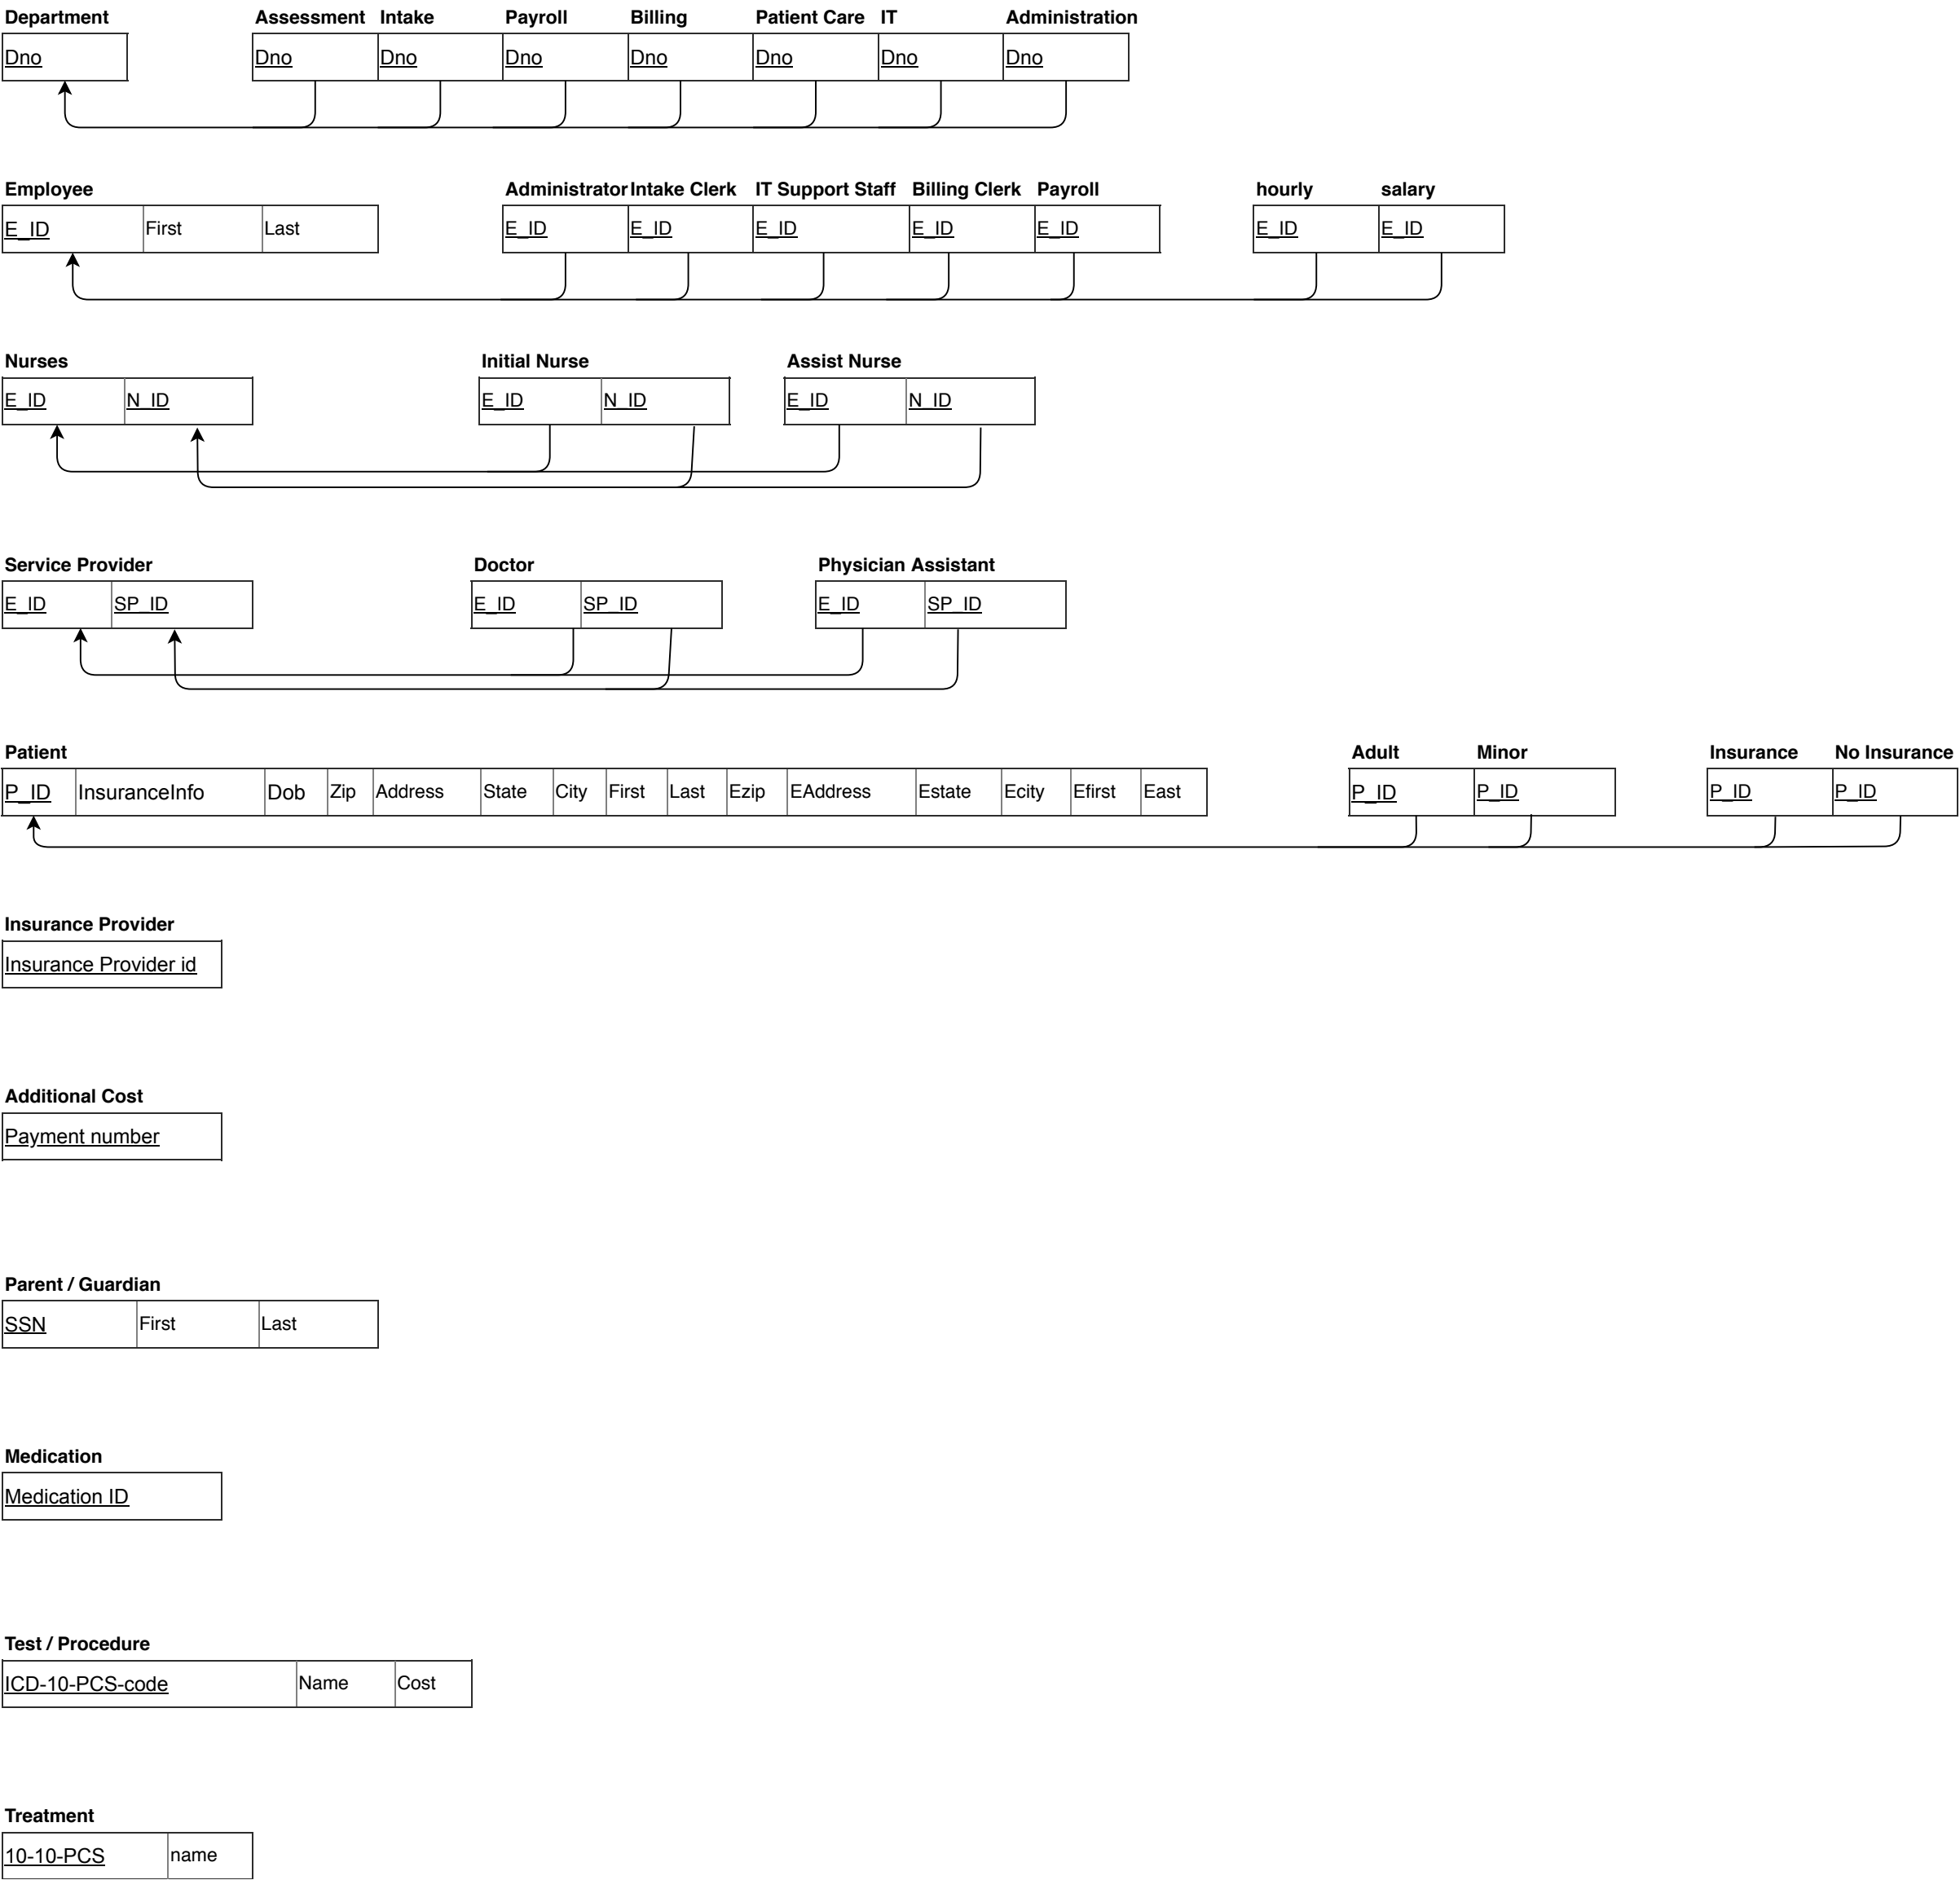 Department Assessment Intake Payroll Billing Patient Care IT Administration
Dno Dno Dno Dno Dno Dno Dno Dno
Employee Administrator Intake Clerk IT Support Staff Billing Clerk Payroll hourly salary
E_ID First Last E_ID E_ID E_ID E_ID E_ID E_ID E_ID
Nurses Initial Nurse Assist Nurse
E_ID N_ID E_ID N_ID E_ID N_ID
Service Provider Doctor Physician Assistant
E_ID SP_ID E_ID SP_ID E_ID SP_ID
Patient Adult Minor Insurance No Insurance
P_ID InsuranceInfo Dob Zip Address State City First Last Ezip EAddress Estate Ecity Efirst East P_ID P_ID P_ID P_ID
Insurance Provider
Insurance Provider id
Additional Cost
Payment number
Parent / Guardian
SSN First Last
Medication
Medication ID
Test / Procedure
ICD-10-PCS-code Name Cost
Treatment
10-10-PCS name